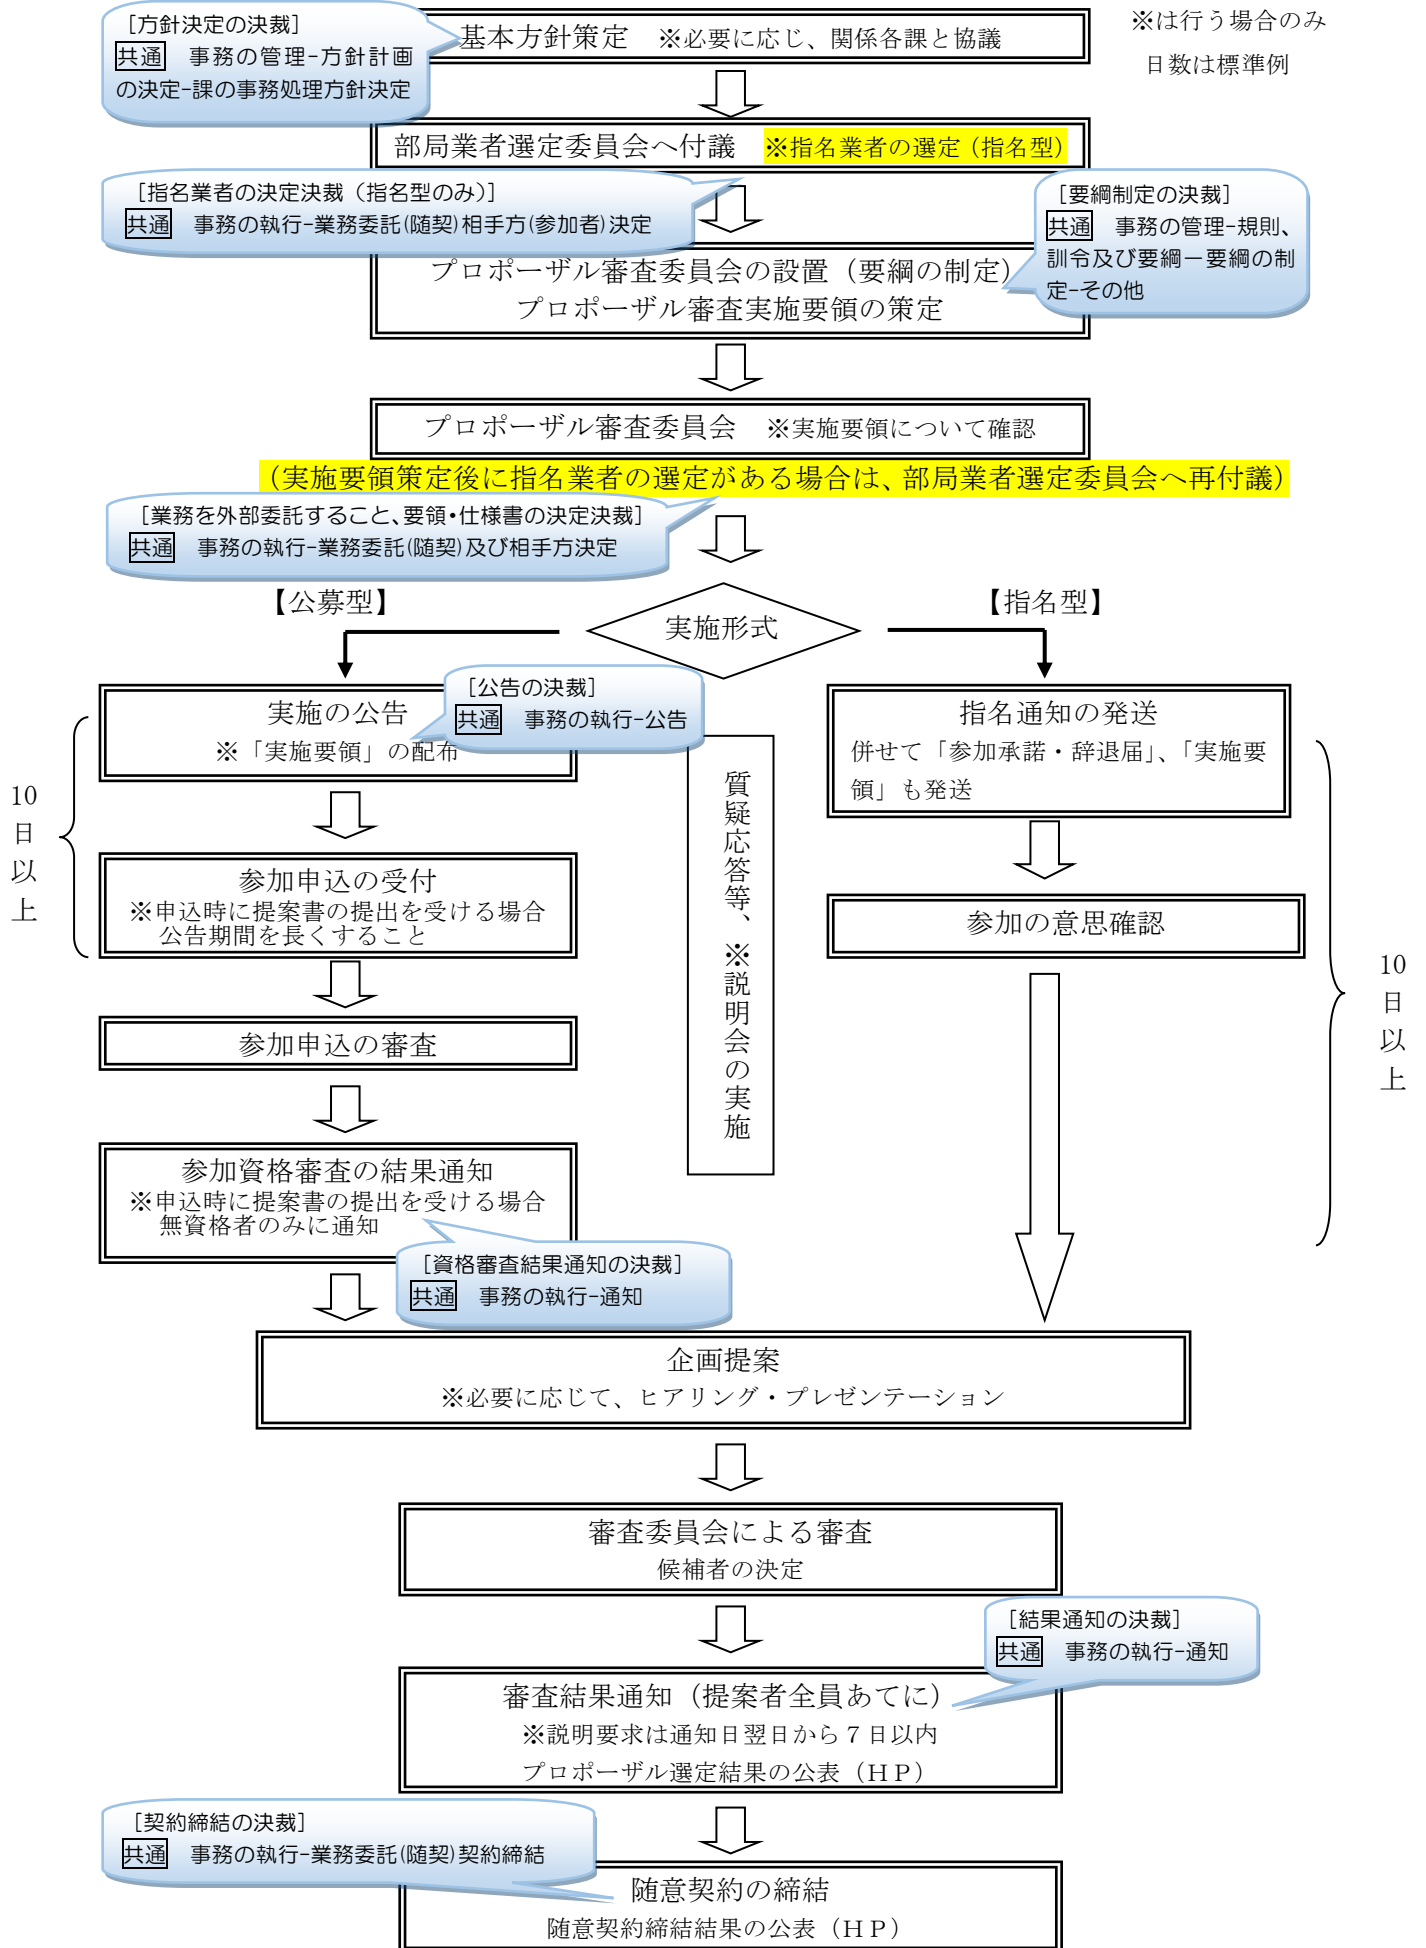 [方針決定の決裁]
共通　事務の管理-方針計画
の決定-課の事務処理方針決定
基本方針策定　※必要に応じ、関係各課と協議
※は行う場合のみ
日数は標準例
部局業者選定委員会へ付議　※指名業者の選定（指名型）
[指名業者の決定決裁（指名型のみ）]
共通　事務の執行-業務委託(随契)相手方(参加者)決定
[要綱制定の決裁]
共通　事務の管理-規則、
訓令及び要綱ー要綱の制
定-その他
プロポーザル審査委員会の設置（要綱の制定）
プロポーザル審査実施要領の策定
プロポーザル審査委員会　※実施要領について確認
（実施要領策定後に指名業者の選定がある場合は、部局業者選定委員会へ再付議）
[業務を外部委託すること、要領・仕様書の決定決裁]
共通　事務の執行-業務委託(随契)及び相手方決定
【公募型】
実施形式
【指名型】
実施の公告
※「実施要領」の配布
[公告の決裁]
共通　事務の執行-公告
指名通知の発送
併せて「参加承諾・辞退届」、「実施要
領」も発送
10日以上
質疑応答等、※説明会の実施
参加申込の受付
※申込時に提案書の提出を受ける場合
公告期間を長くすること
参加の意思確認
10日以上
参加申込の審査
参加資格審査の結果通知
※申込時に提案書の提出を受ける場合
無資格者のみに通知
[資格審査結果通知の決裁]
共通　事務の執行-通知
企画提案
※必要に応じて、ヒアリング・プレゼンテーション
審査委員会による審査
候補者の決定
[結果通知の決裁]
共通　事務の執行-通知
審査結果通知（提案者全員あてに）
※説明要求は通知日翌日から７日以内
プロポーザル選定結果の公表（ＨＰ）
[契約締結の決裁]
共通　事務の執行-業務委託(随契)契約締結
随意契約の締結
随意契約締結結果の公表（ＨＰ）